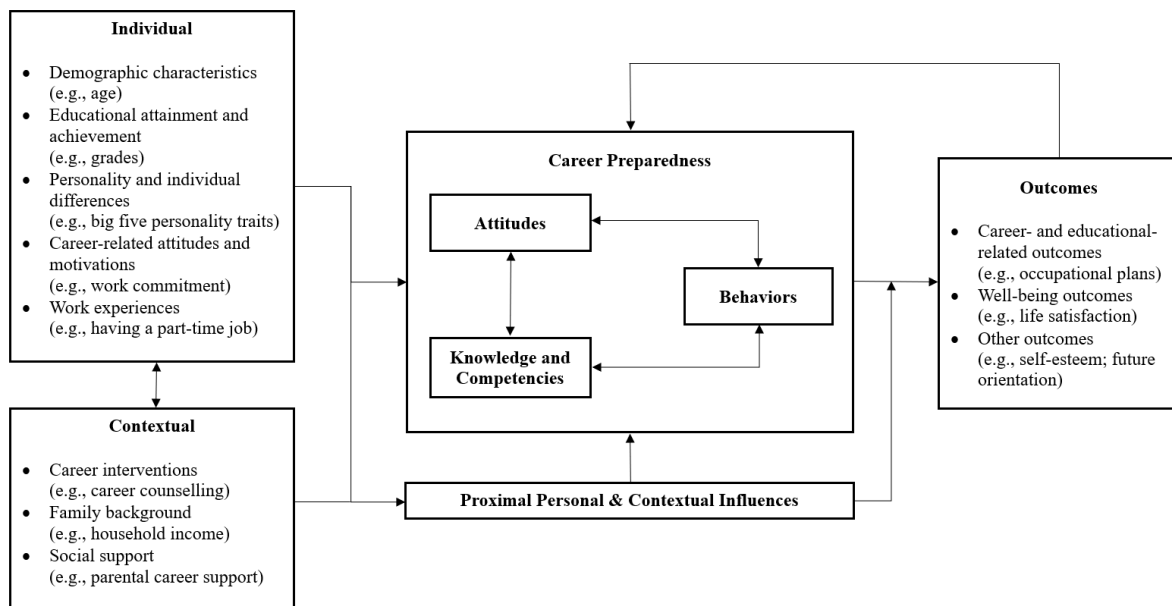 Individual
• Demographic characteristics
(e.g., age)
• Educational attainment and
achievement
(e.g., grades)
• Personality and individual
differences
(e.g., big five personality traits)
• Career-related attitudes and
motivations
(e.g., work commitment)
• Work experiences
(e.g., having a part-time job)
Contextual
• Career interventions
(e.g., career counselling)
• Family background
(e.g., household income)
• Social support
(e.g., parental career support)
Career Preparedness
Attitudes
Behaviors
Knowledge and
Competencies
Proximal Personal & Contextual Influences
Outcomes
• Career- and educational-
related outcomes
(e.g., occupational plans)
• Well-being outcomes
(e.g., life satisfaction)
• Other outcomes
(e.g., self-esteem; future
orientation)